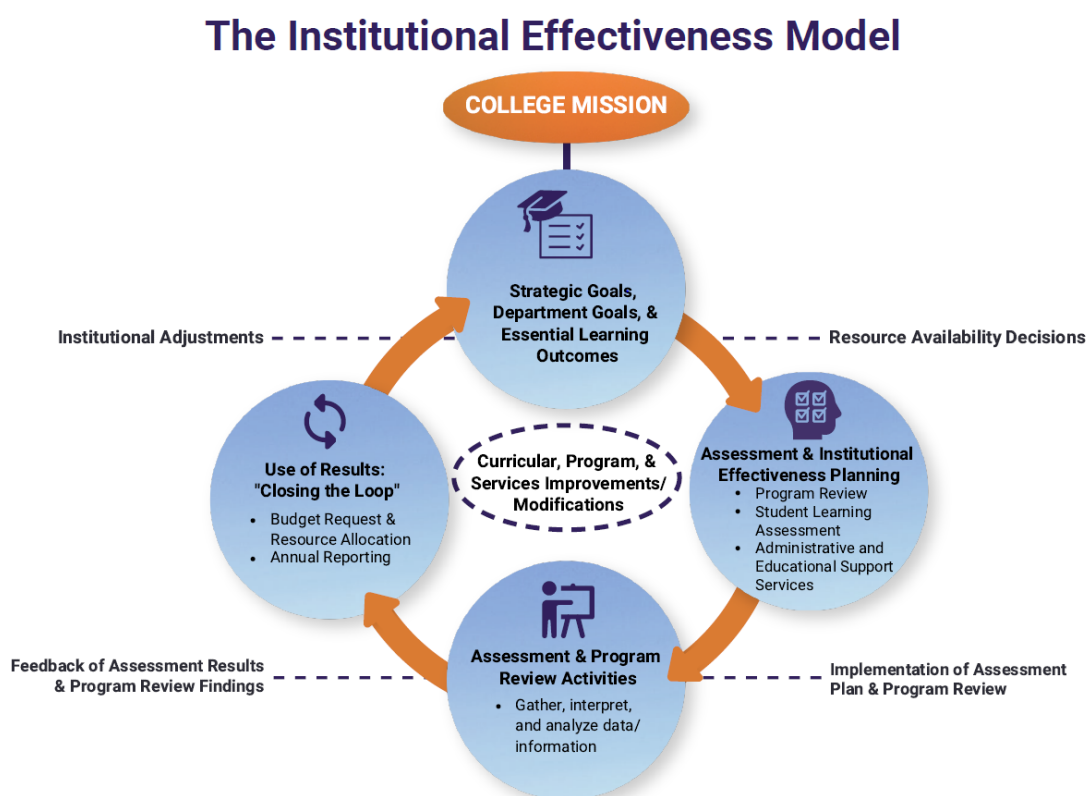 The Institutional Effectiveness Model
COLLEGE MISSION
Strategic Goals,
Department Goals, &
Essential Learning
Outcomes
Institutional Adjustments
Resource Availability Decisions
Use of Results:
"Closing the Loop"
• Budget Request &
Resource Allocation
• Annual Reporting
Curricular, Program, &
Services Improvements/
Modifications
Assessment & Institutional
Effectiveness Planning
• Program Review
• Student Learning
Assessment
• Administrative and
Educational Support
Services
Feedback of Assessment Results
& Program Review Findings
Assessment & Program
Review Activities
• Gather, interpret,
and analyze data/
information
Implementation of Assessment
Plan & Program Review